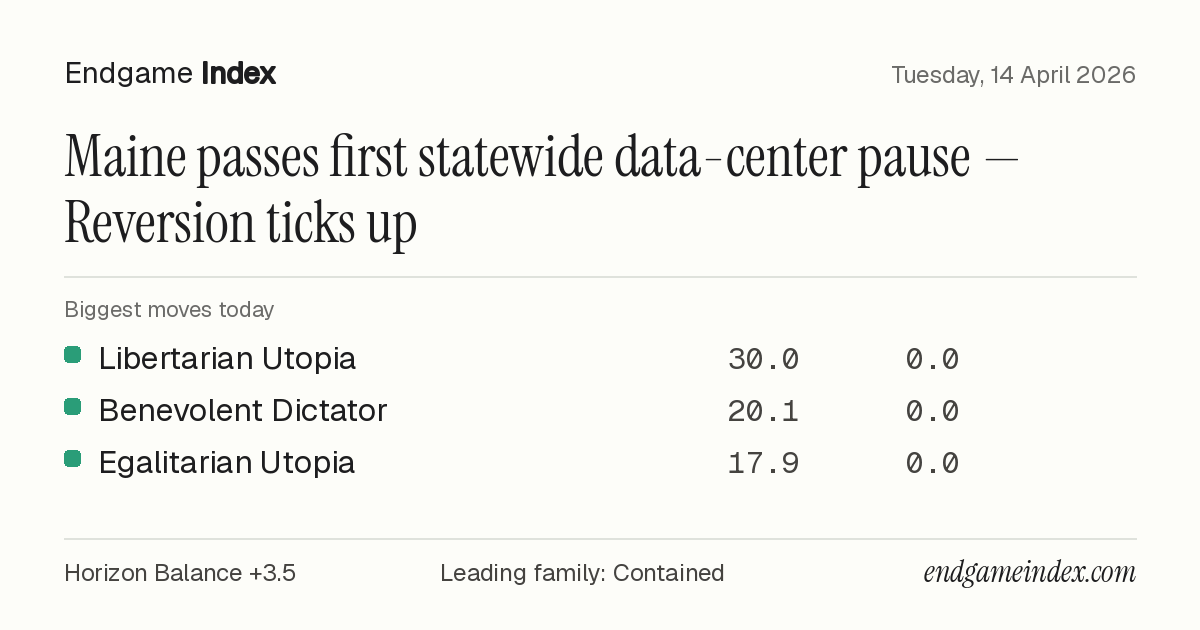 Endgame Index
Tuesday, 14 April 2026
Maine passes first statewide data-center pause —
Reversion ticks up
Biggest moves today
Libertarian Utopia 30.0 0.0
Benevolent Dictator 20.1 0.0
Egalitarian Utopia 17.9 0.0
Horizon Balance +3.5
Leading family: Contained
endgameindex.com